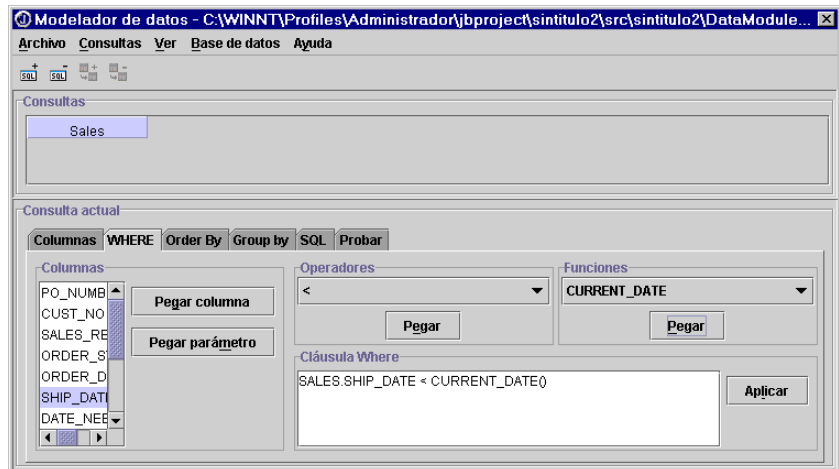 Modelador de datos - C:\WINNT\Profiles\Administrador\jbproject\sintitulo2\src\sintitulo2\DataModule...
Archivo Consultas Ver Base de datos Ayuda
SQL SQL
Consultas
Sales
Consulta actual
Columnas WHERE Order By Group by SQL Probar
Columnas
PO_NUMB
CUST_NO
SALES_RE
ORDER_S
ORDER_D
SHIP_DAT
DATE_NEE
Pegar columna
Pegar parámetro
Operadores
<
Pegar
Funciones
CURRENT_DATE
Pegar
Cláusula Where
SALES.SHIP_DATE < CURRENT_DATE()
Aplicar